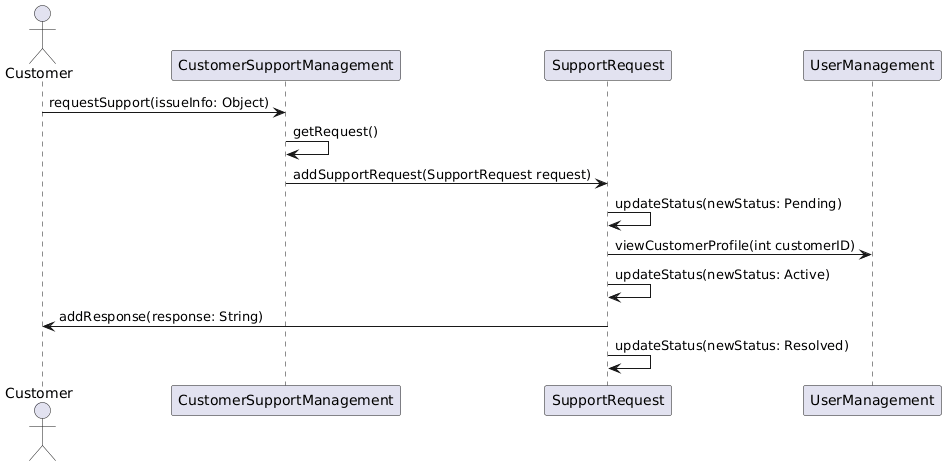 Customer
CustomerSupportManagement
SupportRequest
UserManagement
requestSupport(issueInfo: Object)
getRequest()
addSupportRequest(SupportRequest request)
updateStatus(newStatus: Pending)
viewCustomerProfile(int customerID)
updateStatus(newStatus: Active)
addResponse(response: String)
updateStatus(newStatus: Resolved)
Customer
CustomerSupportManagement
SupportRequest
UserManagement